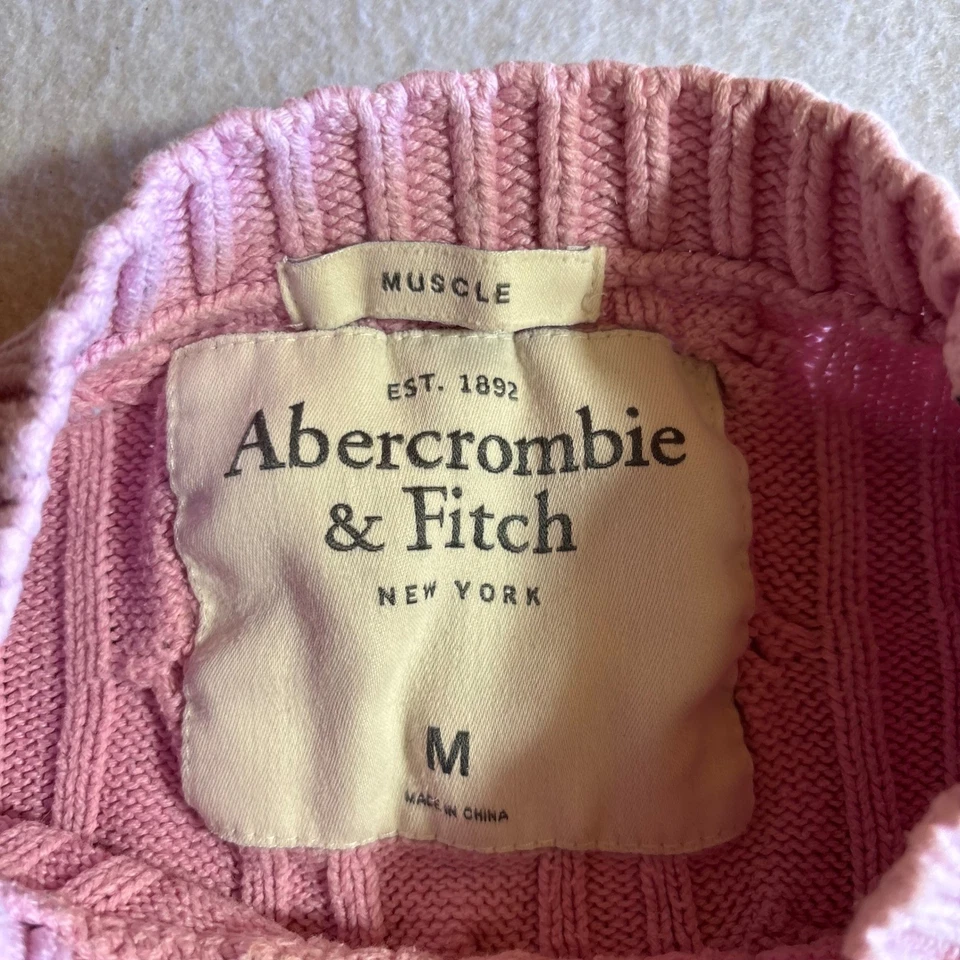 MUSCLE
EST. 1892
Abercrombie
& Fitch
NEW YORK
M
MADE IN CHINA